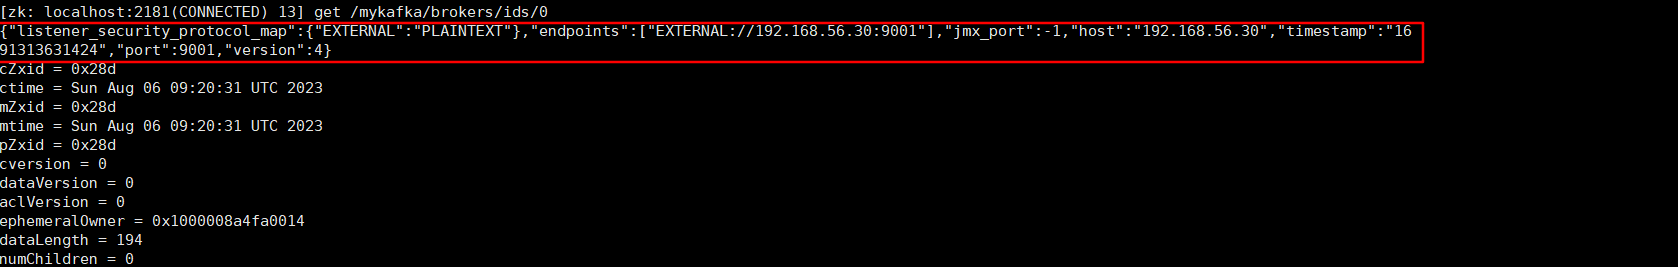 [zk: localhost:2181(CONNECTED) 13] get /mykafka/brokers/ids/0
{"listener_security_protocol_map":{"EXTERNAL":"PLAINTEXT"},"endpoints":["EXTERNAL://192.168.56.30:9001"],"jmx_port":-1,"host":"192.168.56.30","timestamp":"16
91313631424","port":9001,"version":4}
cZxid = 0x28d
ctime = Sun Aug 06 09:20:31 UTC 2023
mZxid = 0x28d
mtime = Sun Aug 06 09:20:31 UTC 2023
pZxid = 0x28d
cversion = 0
dataVersion = 0
aclVersion = 0
ephemeralOwner = 0x1000008a4fa0014
dataLength = 194
numChildren = 0